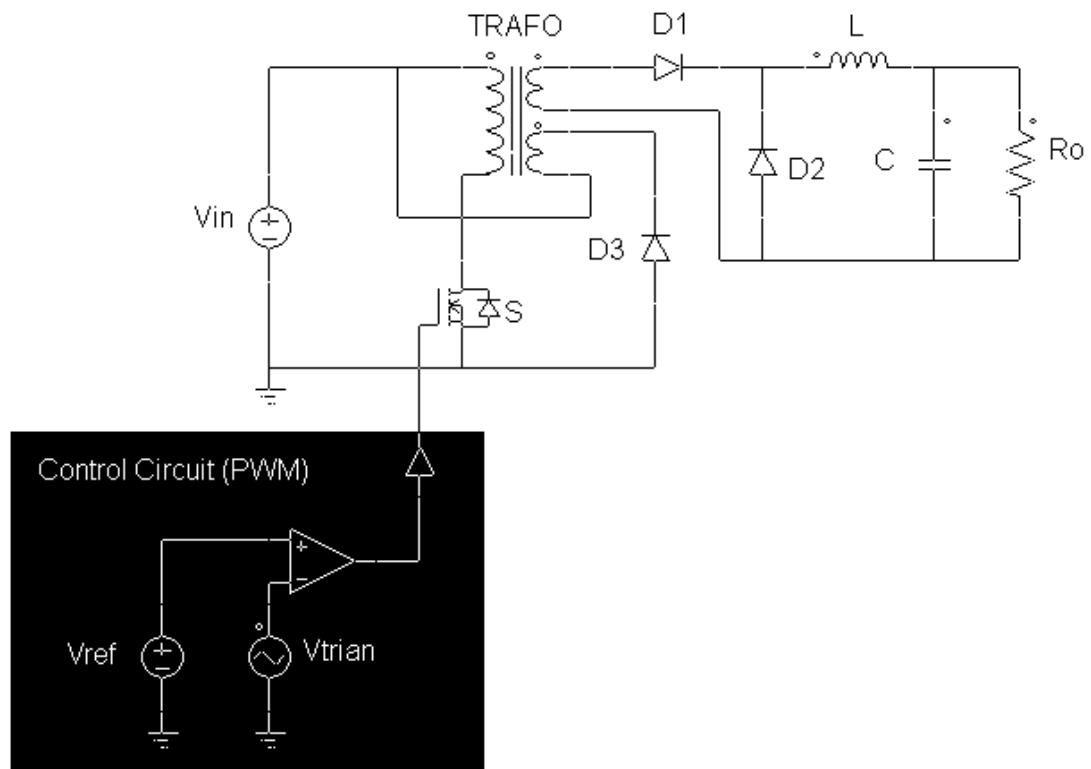 TRAFO
D1
L
D2
C
Ro
Vin
D3
S
Control Circuit (PWM)
Vref
Vtrian